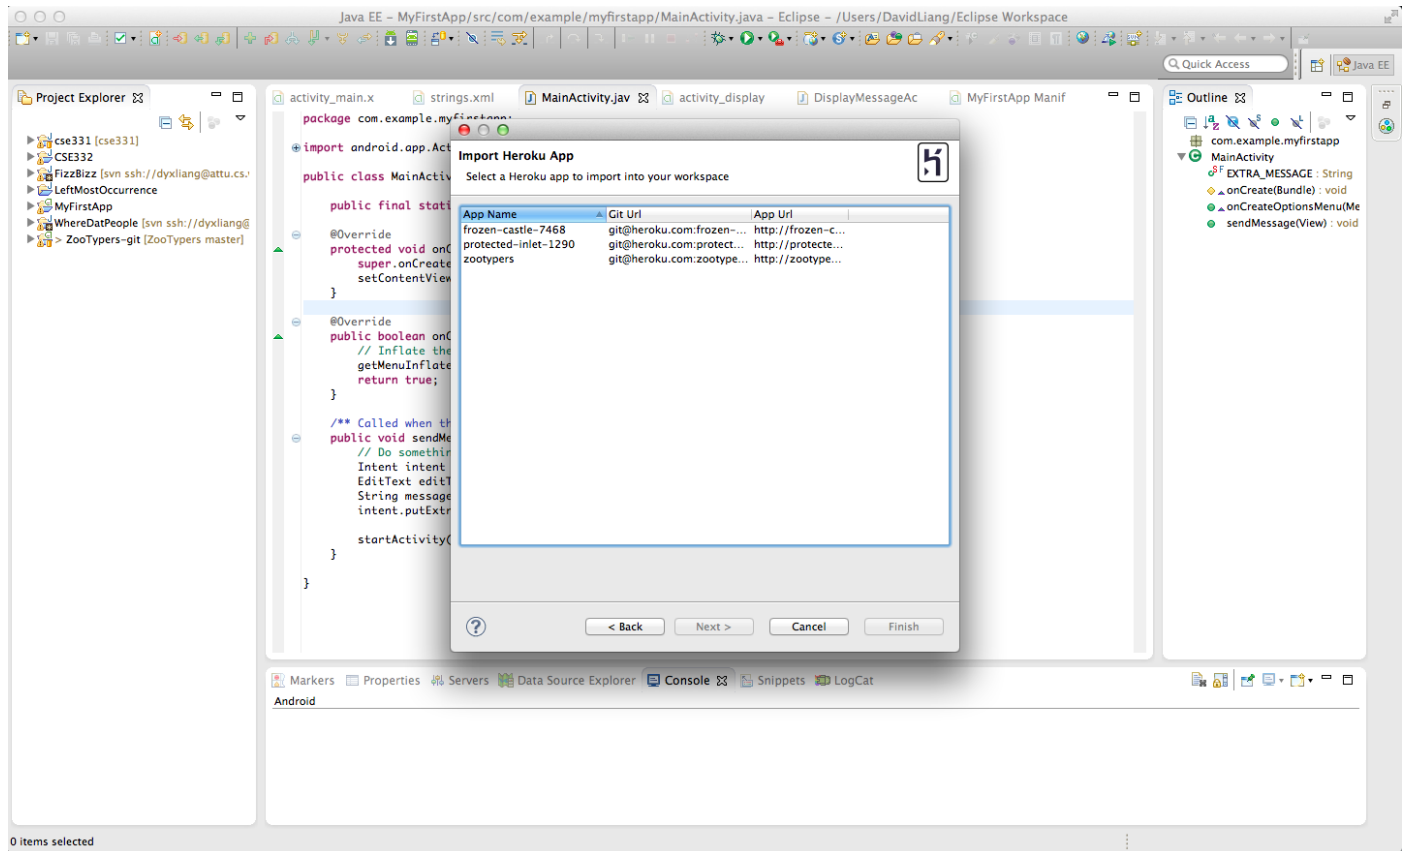 Java EE – MyFirstApp/src/com/example/myfirstapp/MainActivity.java – Eclipse – /Users/DavidLiang/Eclipse Workspace
Quick Access
Java EE
Project Explorer
cse331 [cse331]
CSE332
FizzBizz [svn ssh://dyxliang@attu.cs.
LeftMostOccurrence
MyFirstApp
WhereDatPeople [svn ssh://dyxliang@
> ZooTypers-git [ZooTypers master]
activity_main.x strings.xml MainActivity.jav activity_display DisplayMessageAc MyFirstApp Manif
package com.example.myfirstapp;
import android.app.Act
public class MainActiv
public final stati
@Override
protected void onC
super.onCreate
setContentView
}
@Override
public boolean onC
// Inflate the
getMenuInflate
return true;
}
/** Called when th
public void sendMe
// Do somethin
Intent intent
EditText editT
String message
intent.putExtr
startActivity(
}
}
Import Heroku App
Select a Heroku app to import into your workspace
App Name Git Url App Url
frozen-castle-7468 git@heroku.com:frozen-... http://frozen-c...
protected-inlet-1290 git@heroku.com:protect... http://protecte...
zootypers git@heroku.com:zootype... http://zootype...
?
< Back Next > Cancel Finish
Outline
com.example.myfirstapp
MainActivity
EXTRA_MESSAGE : String
onCreate(Bundle) : void
onCreateOptionsMenu(Me
sendMessage(View) : void
Markers Properties Servers Data Source Explorer Console Snippets LogCat
Android
0 items selected